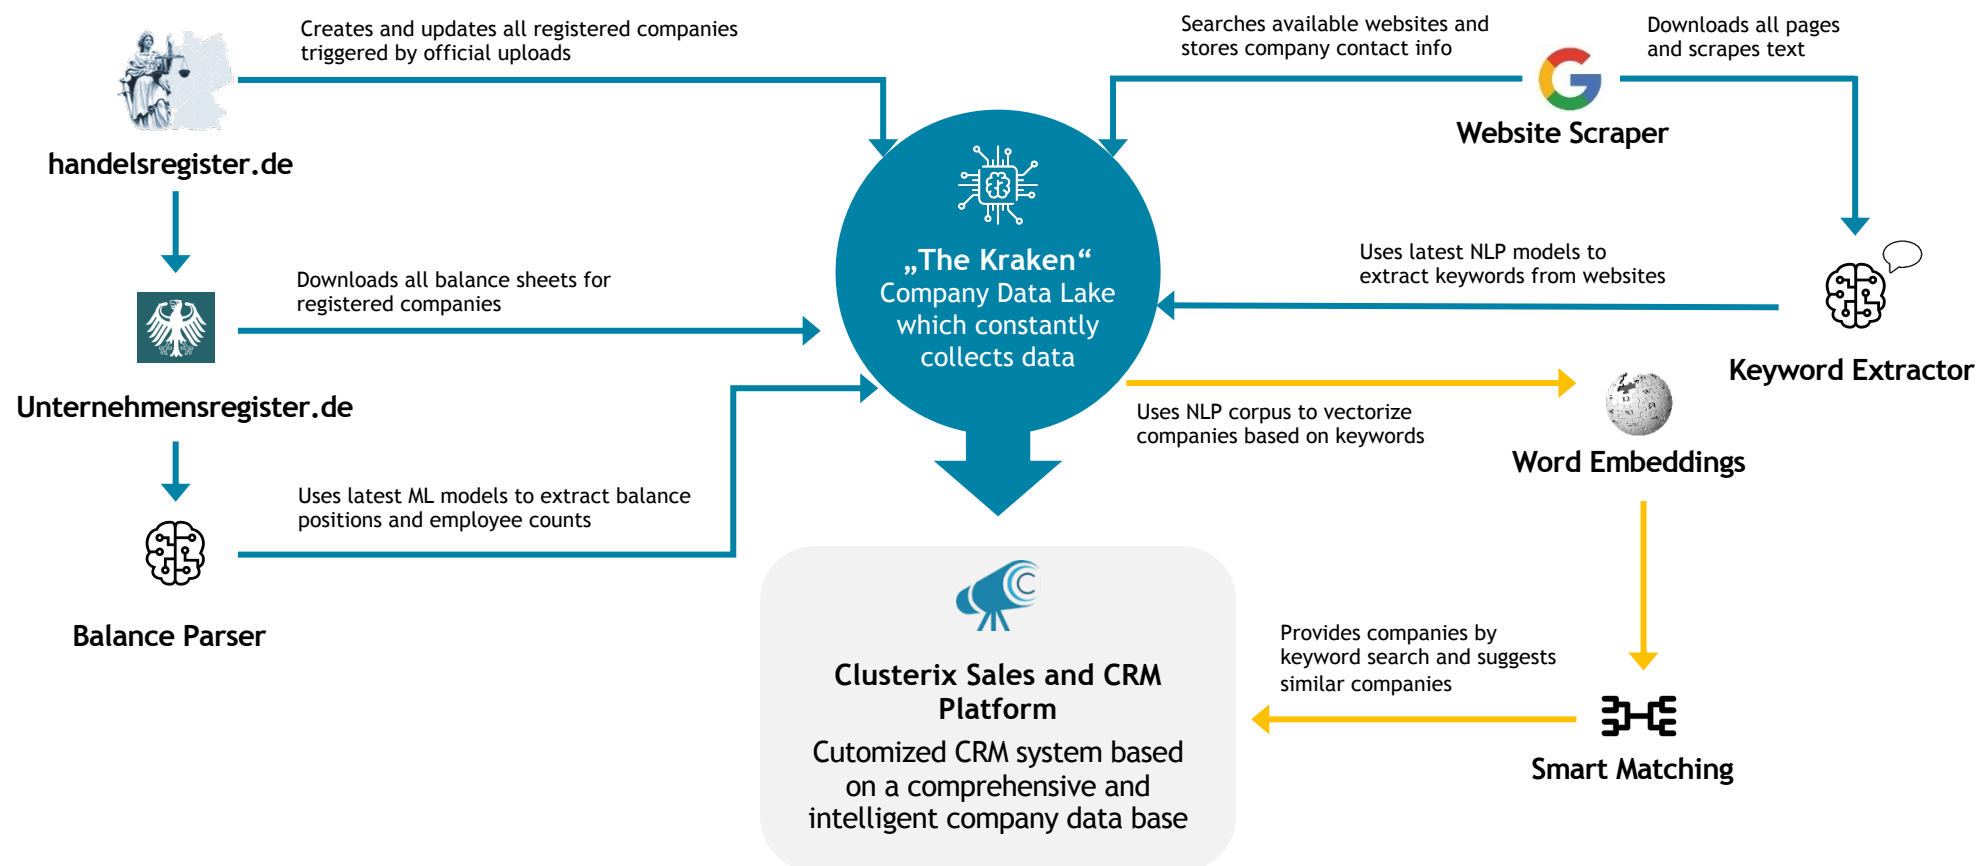 Creates and updates all registered companies
triggered by official uploads
Searches available websites and
stores company contact info
Downloads all pages
and scrapes text
handelsregister.de
Website Scraper
„The Kraken“
Company Data Lake
which constantly
collects data
Downloads all balance sheets for
registered companies
Uses latest NLP models to
extract keywords from websites
Unternehmensregister.de
Keyword Extractor
Uses NLP corpus to vectorize
companies based on keywords
Word Embeddings
Uses latest ML models to extract balance
positions and employee counts
Balance Parser
C
Clusterix Sales and CRM
Platform
Cutomized CRM system based
on a comprehensive and
intelligent company data base
Provides companies by
keyword search and suggests
similar companies
Smart Matching